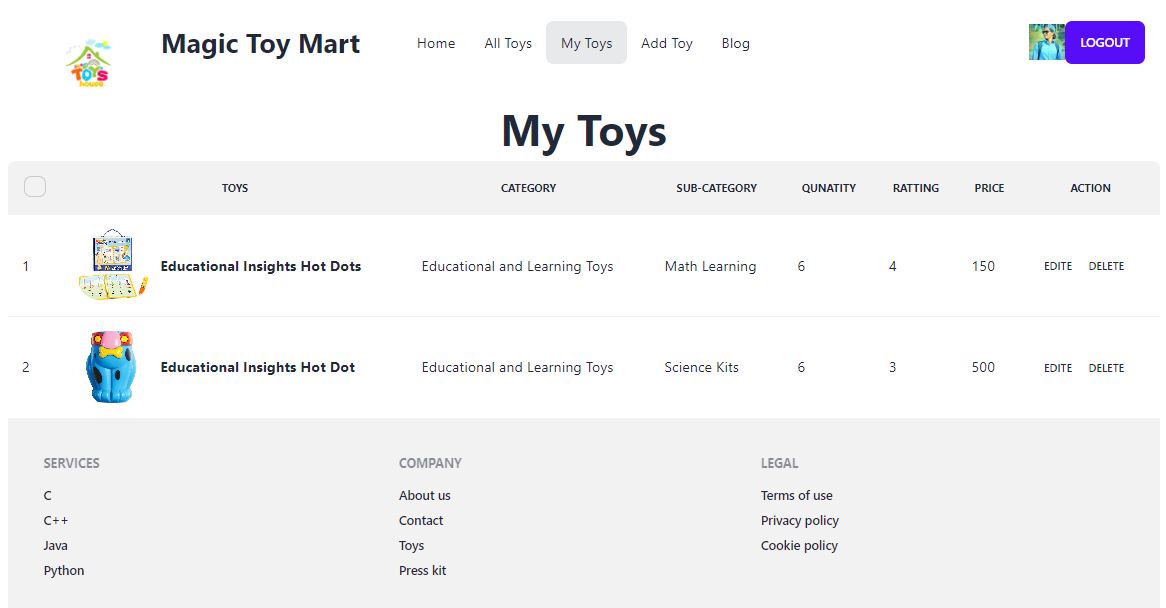 TOYS
house
Magic Toy Mart
Home All Toys My Toys Add Toy Blog
LOGOUT
My Toys
TOYS CATEGORY SUB-CATEGORY QUNATITY RATTING PRICE ACTION
1 Educational Insights Hot Dots Educational and Learning Toys Math Learning 6 4 150 EDIT DELETE
2 Educational Insights Hot Dot Educational and Learning Toys Science Kits 6 3 500 EDIT DELETE
SERVICES COMPANY LEGAL
C About us Terms of use
C++ Contact Privacy policy
Java Toys Cookie policy
Python Press kit